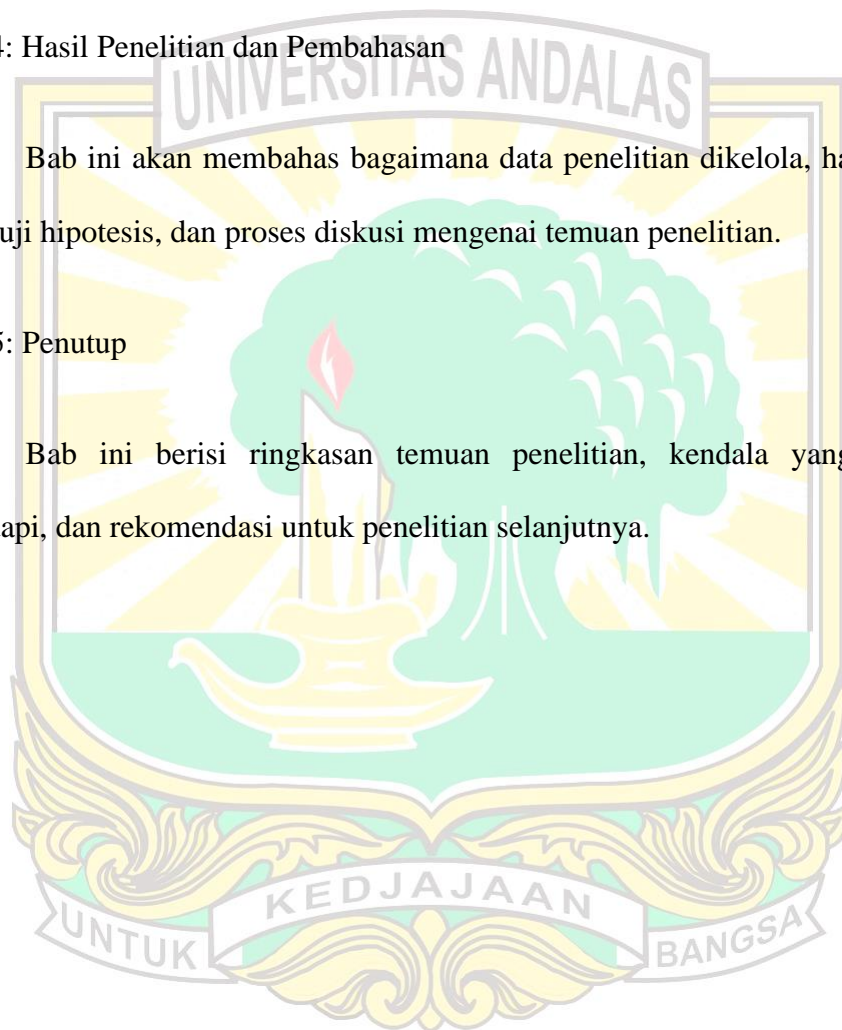 4: Hasil Penelitian dan Pembahasan
UNIVERSITAS ANDALAS
Bab ini akan membahas bagaimana data penelitian dikelola, ha
uji hipotesis, dan proses diskusi mengenai temuan penelitian.
5: Penutup
Bab ini berisi ringkasan temuan penelitian, kendala yang
api, dan rekomendasi untuk penelitian selanjutnya.
UNTUK KEDJAJAAN BANGSA